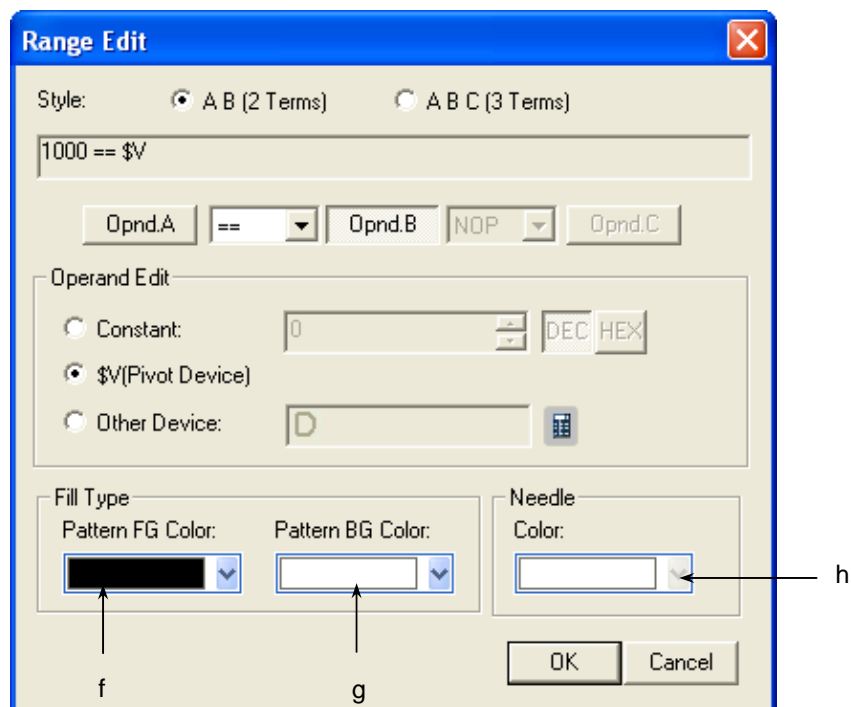 Range Edit
Style: A B (2 Terms) A B C (3 Terms)
1000 == $V
Opnd.A == Opnd.B NOP Opnd.C
Operand Edit
Constant: 0 DEC HEX
$V(Pivot Device)
Other Device: D
Fill Type Needle
Pattern FG Color: Pattern BG Color: Color:
h
OK Cancel
f g